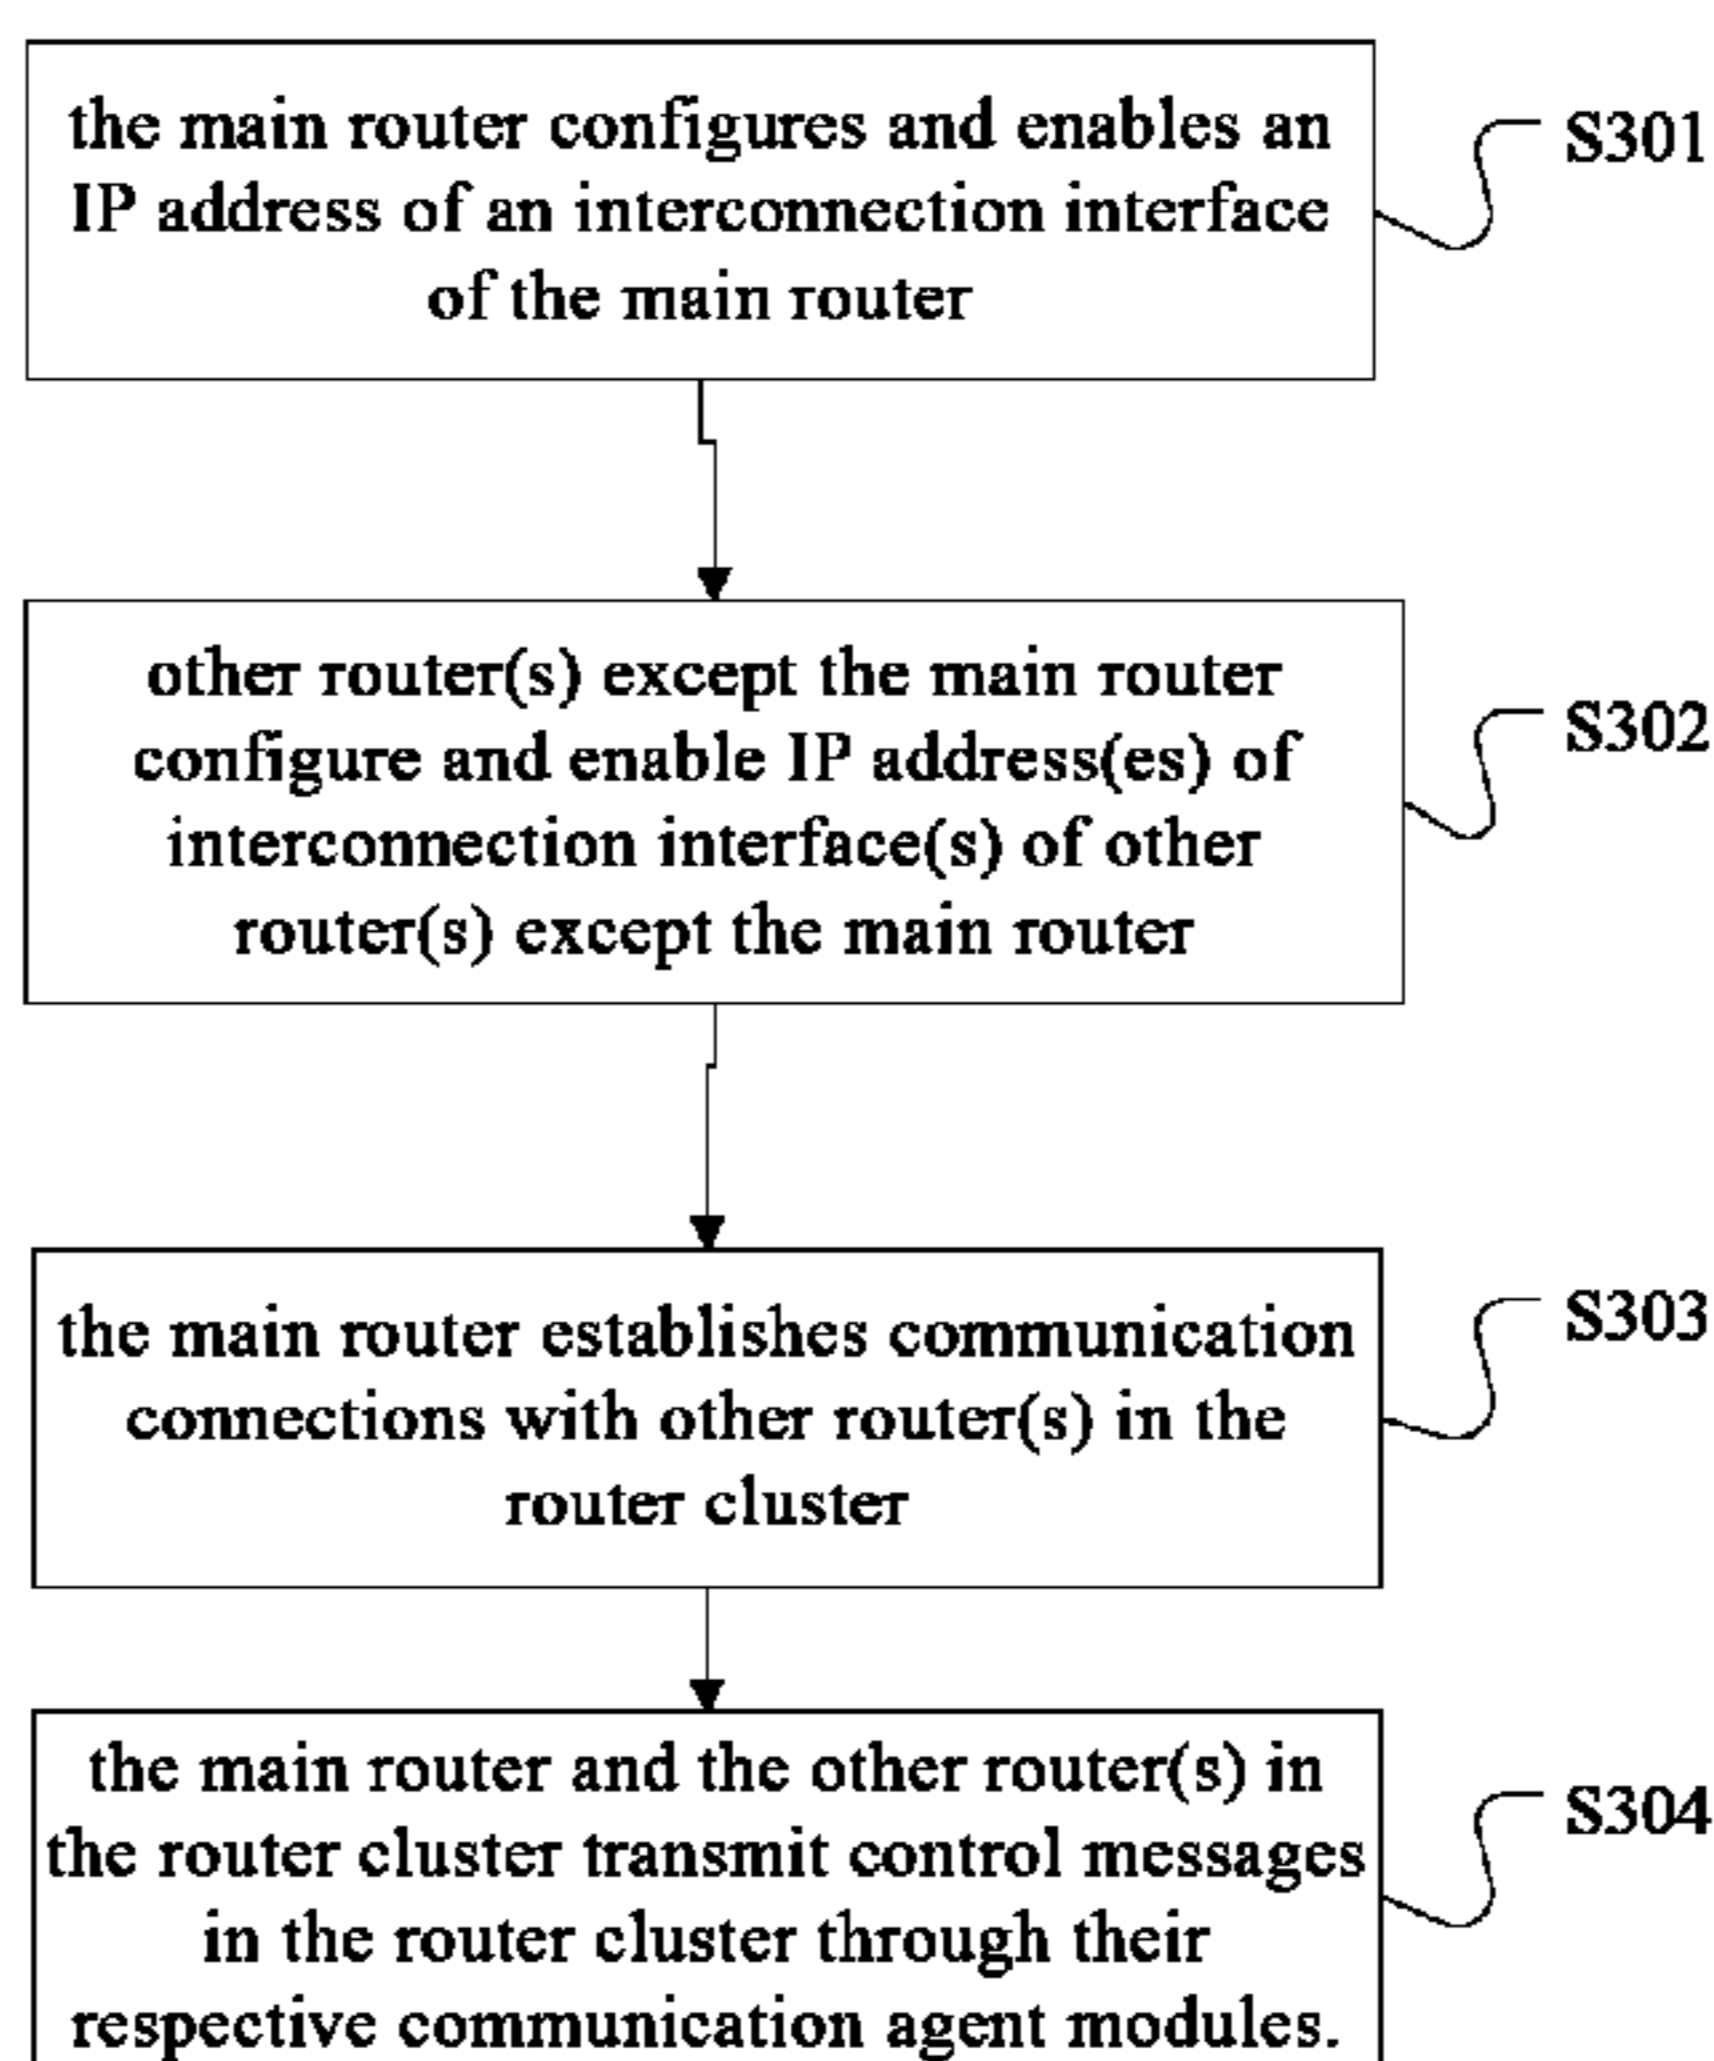 the main router configures and enables an
IP address of an interconnection interface
of the main router
S301
other router(s) except the main router
configure and enable IP address(es) of
interconnection interface(s) of other
router(s) except the main router
S302
the main router establishes communication
connections with other router(s) in the
router cluster
S303
the main router and the other router(s) in
the router cluster transmit control messages
in the router cluster through their
respective communication agent modules.
S304